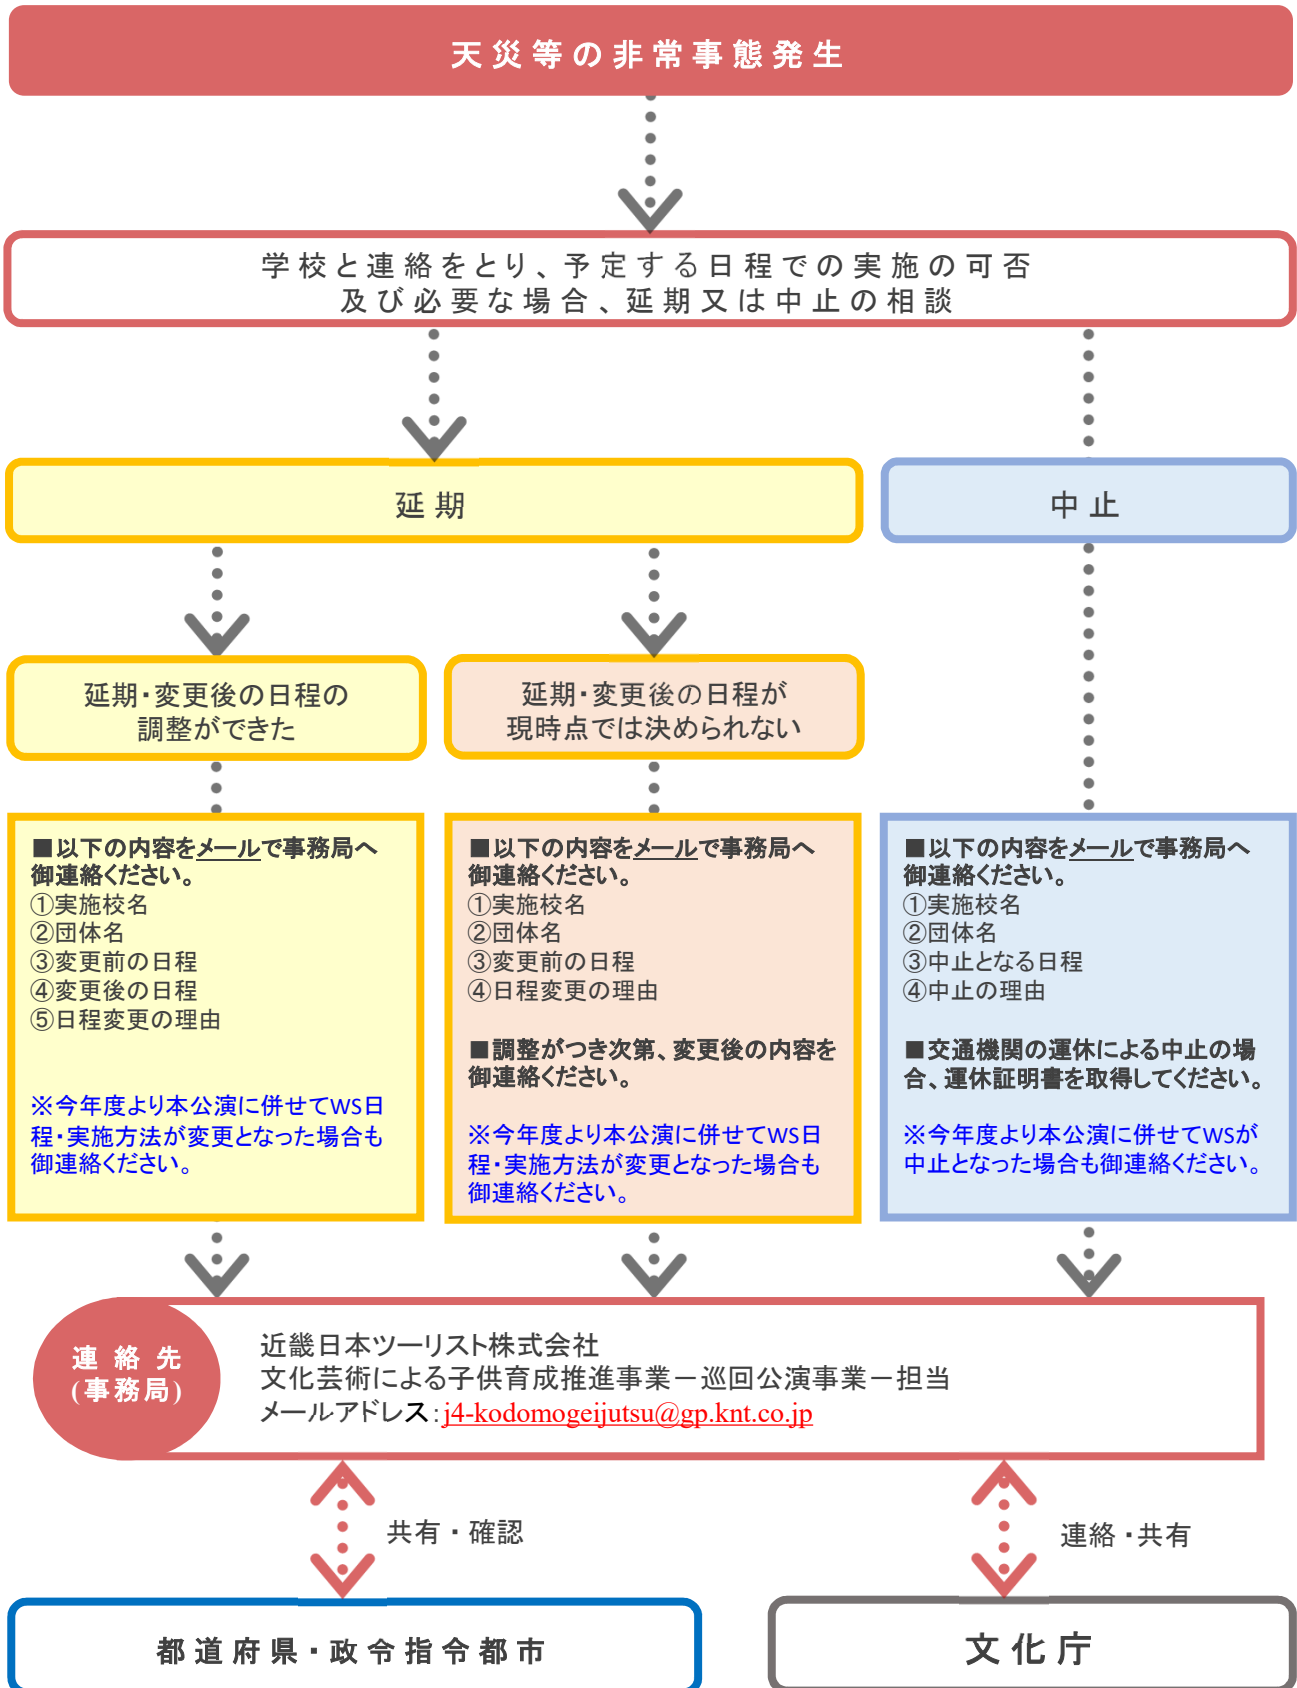 天災等の非常事態発生
学校と連絡をとり、予定する日程での実施の可否
及び必要な場合、延期又は中止の相談
延期
中止
延期・変更後の日程の
調整ができた
延期・変更後の日程が
現時点では決められない
■以下の内容をメールで事務局へ
御連絡ください。
①実施校名
②団体名
③変更前の日程
④変更後の日程
⑤日程変更の理由
※今年度より本公演に併せてWS日
程・実施方法が変更となった場合も
御連絡ください。
■以下の内容をメールで事務局へ
御連絡ください。
①実施校名
②団体名
③変更前の日程
④日程変更の理由
■調整がつき次第、変更後の内容を
御連絡ください。
※今年度より本公演に併せてWS日
程・実施方法が変更となった場合も
御連絡ください。
■以下の内容をメールで事務局へ
御連絡ください。
①実施校名
②団体名
③中止となる日程
④中止の理由
■交通機関の運休による中止の場
合、運休証明書を取得してください。
※今年度より本公演に併せてWSが
中止となった場合も御連絡ください。
連絡先
(事務局)
近畿日本ツーリスト株式会社
文化芸術による子供育成推進事業－巡回公演事業－担当
メールアドレス：j4-kodomogeijutsu@gp.knt.co.jp
共有・確認
連絡・共有
都道府県・政令指令都市
文化庁